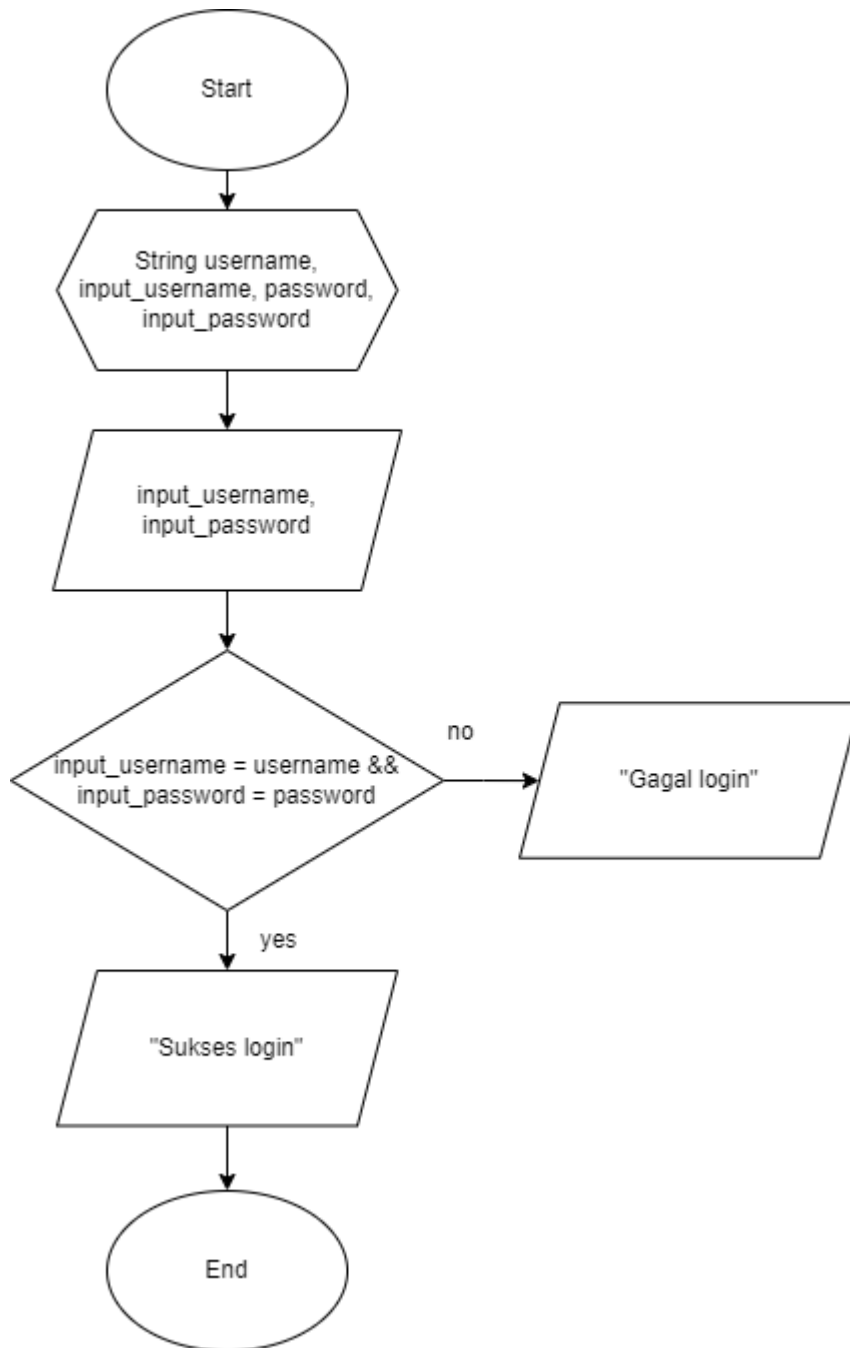 Start
String username,
input_username, password,
input_password
input_username,
input_password
input_username = username &&
input_password = password
no
"Gagal login"
yes
"Sukses login"
End